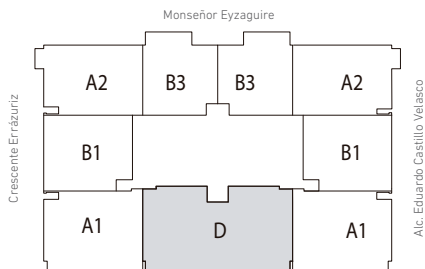 Monseñor Eyzaguire
Crescente Errázuriz
A2
B3
B3
A2
B1
B1
A1
D
A1
Alc. Eduardo Castillo Velasco